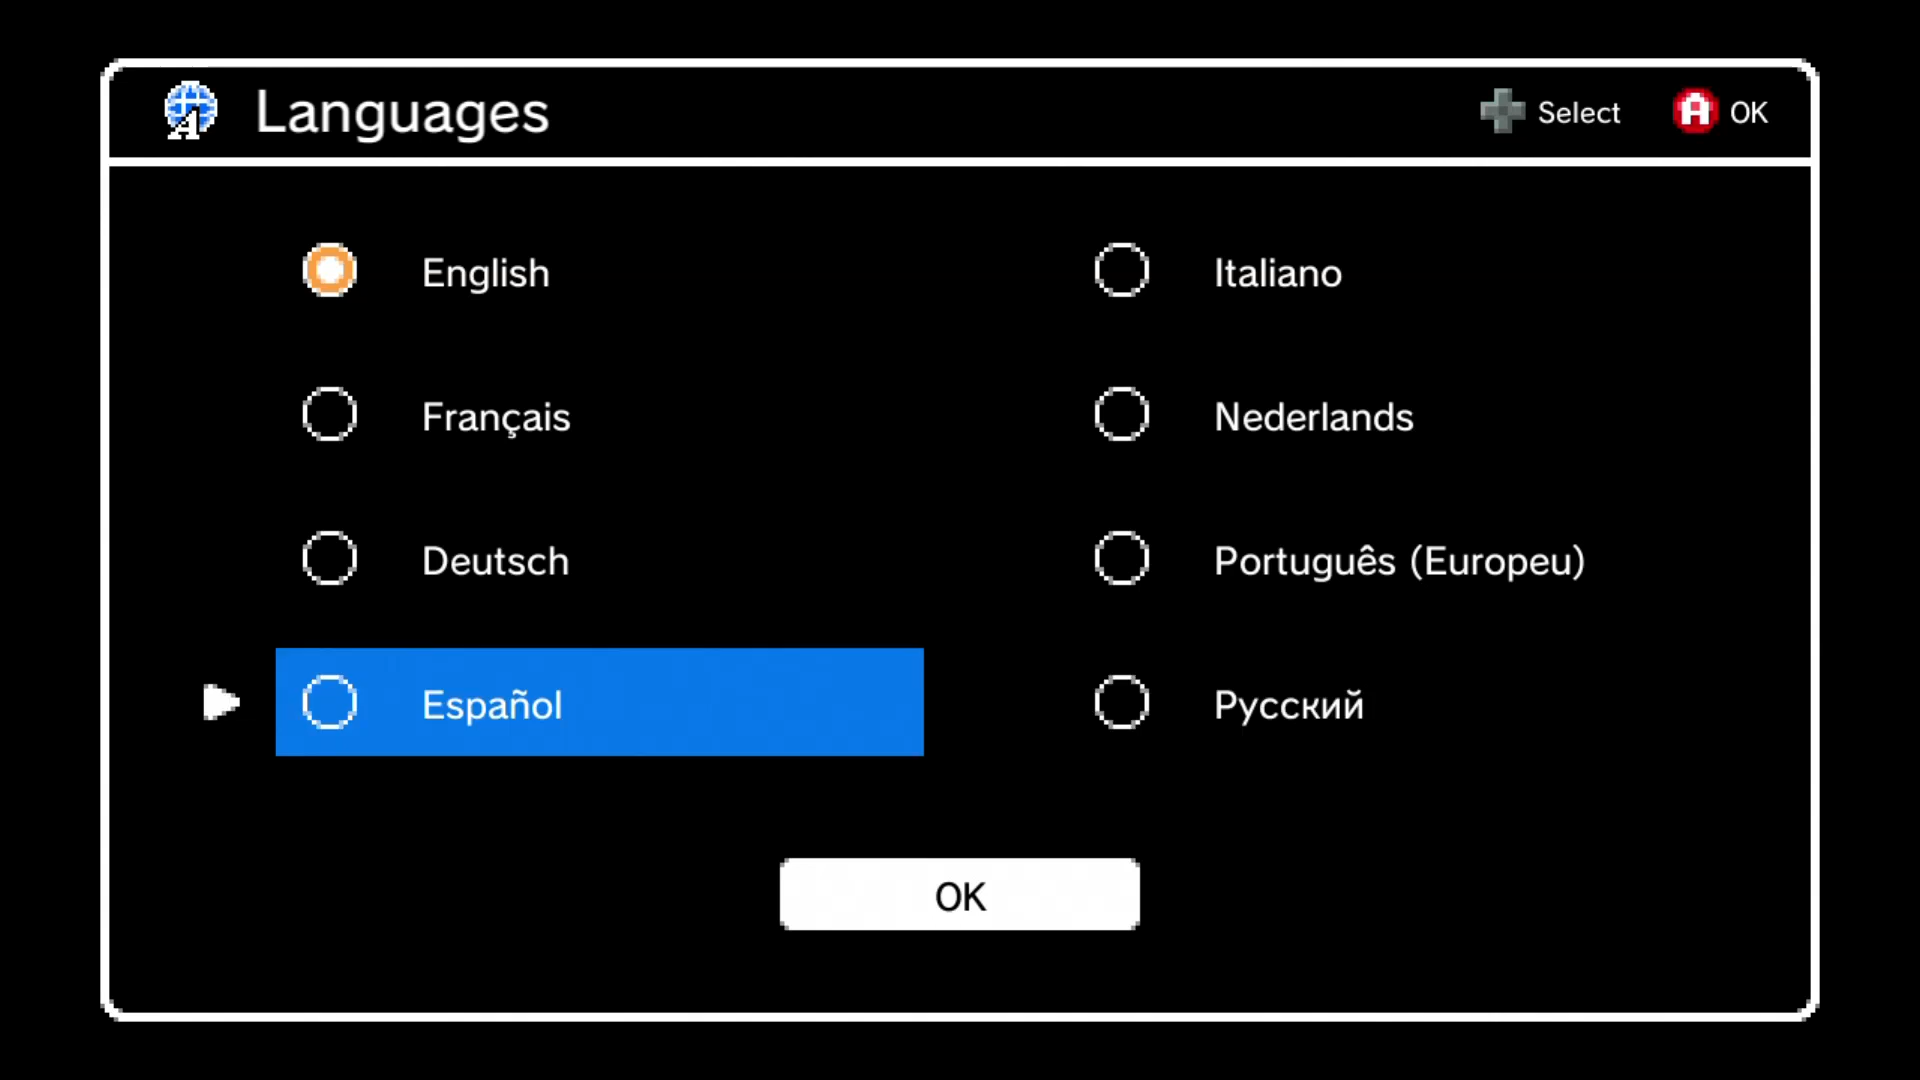 Languages
Select
A OK
English
Français
Deutsch
Español
Italiano
Nederlands
Português (Europeu)
Русский
OK